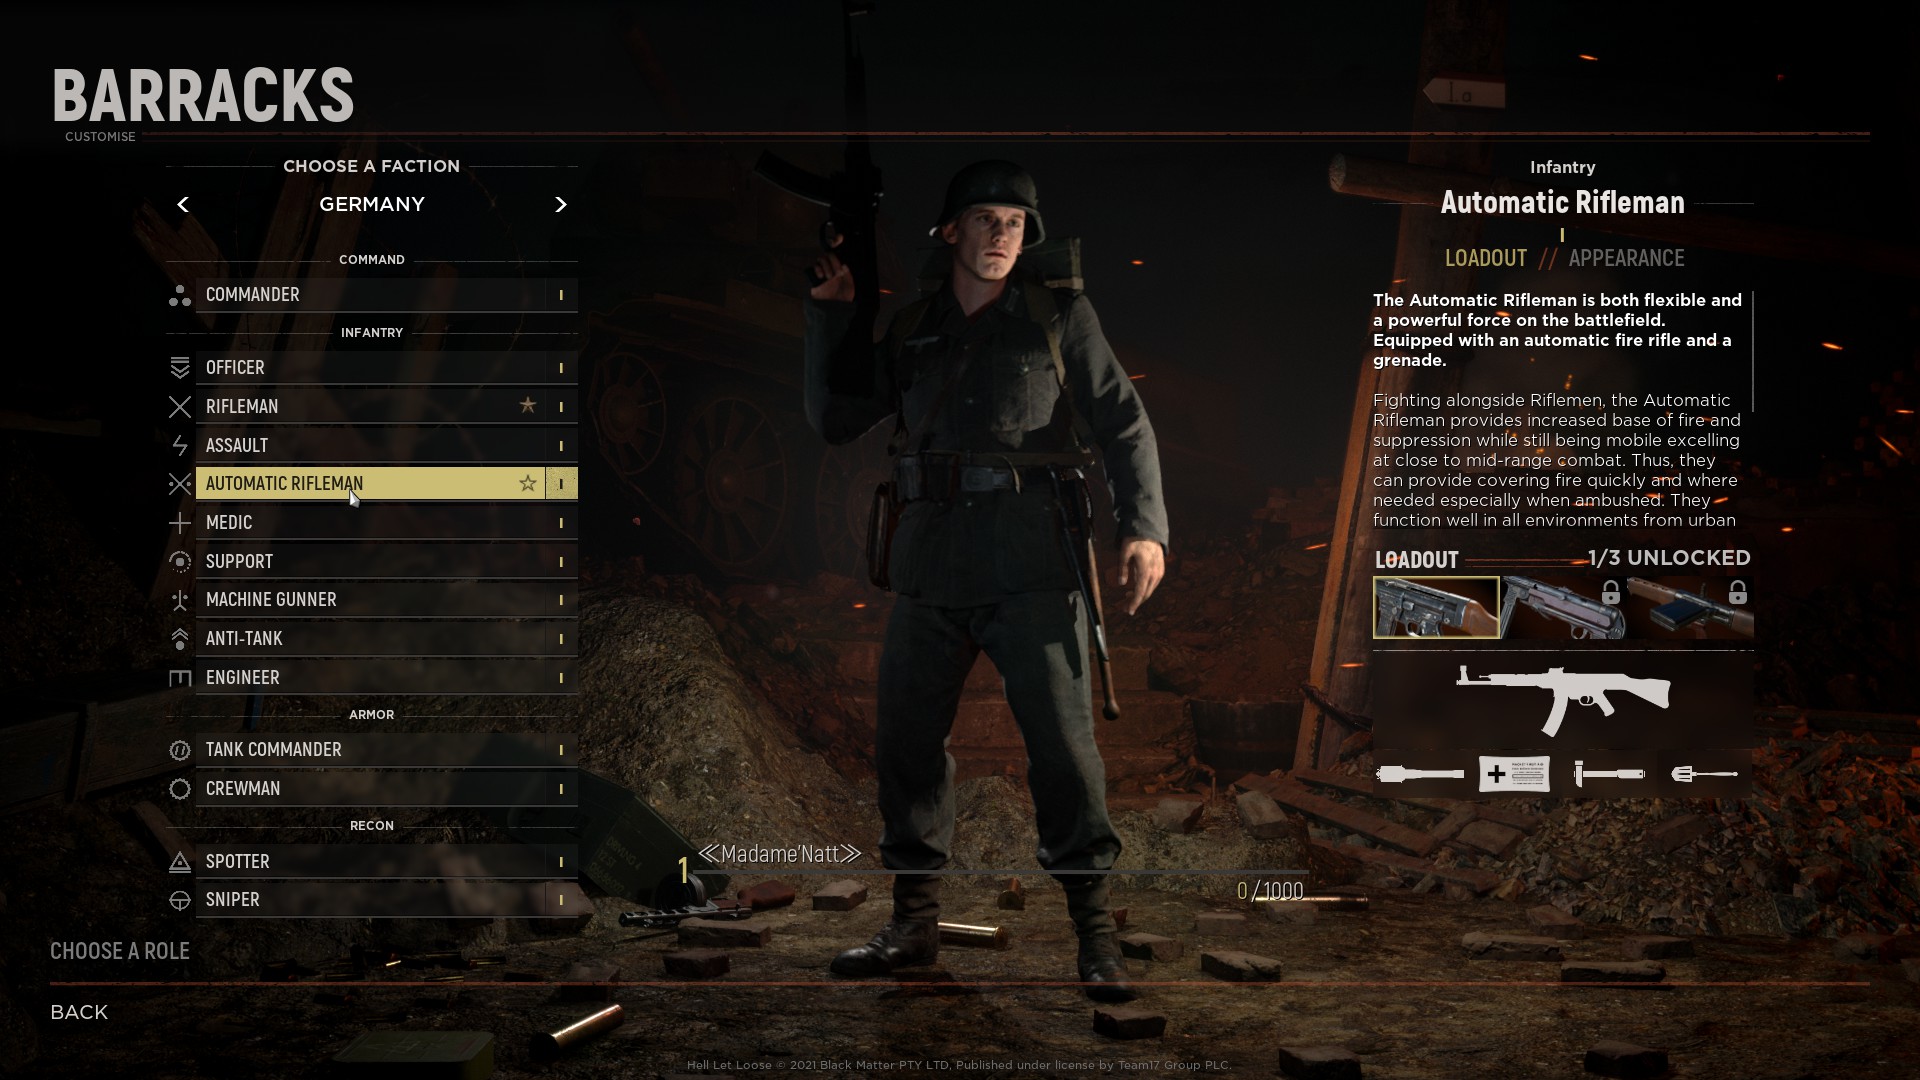 BARRACKS
CUSTOMISE
CHOOSE A FACTION
GERMANY
COMMAND
COMMANDER I
INFANTRY
OFFICER I
RIFLEMAN I
ASSAULT I
AUTOMATIC RIFLEMAN I
MEDIC I
SUPPORT I
MACHINE GUNNER I
ANTI-TANK I
ENGINEER I
ARMOR
TANK COMMANDER I
CREWMAN I
RECON
SPOTTER I
SNIPER I
CHOOSE A ROLE
BACK
1 ≪Madame'Natt≫
0/1000
Infantry
Automatic Rifleman
I
LOADOUT // APPEARANCE
The Automatic Rifleman is both flexible and
a powerful force on the battlefield.
Equipped with an automatic fire rifle and a
grenade.
Fighting alongside Riflemen, the Automatic
Rifleman provides increased base of fire and
suppression while still being mobile excelling
at close to mid-range combat. Thus, they
can provide covering fire quickly and where
needed especially when ambushed. They
function well in all environments from urban
LOADOUT 1/3 UNLOCKED
Hell Let Loose © 2021 Black Matter PTY LTD, Published under license by Team17 Group PLC.